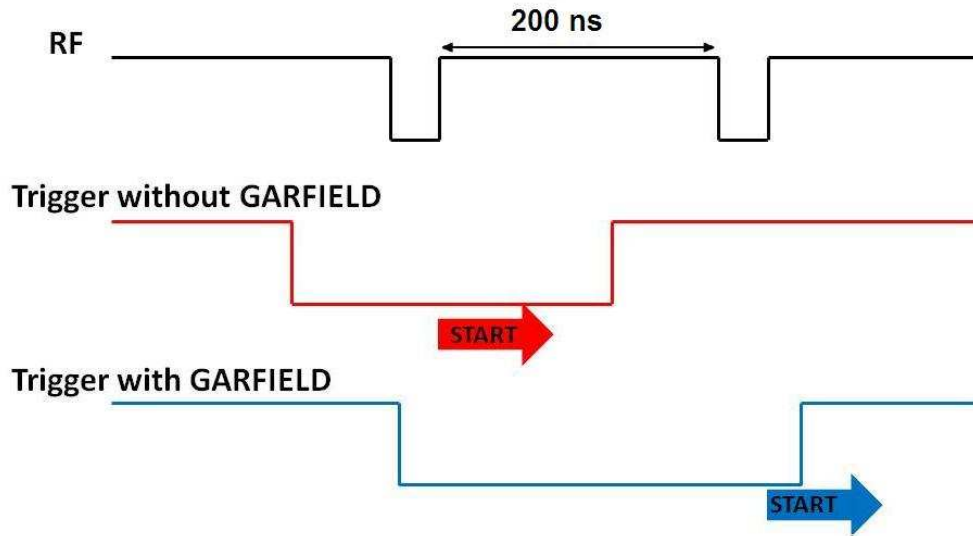 200 ns
RF
Trigger without GARFIELD
START
Trigger with GARFIELD
START